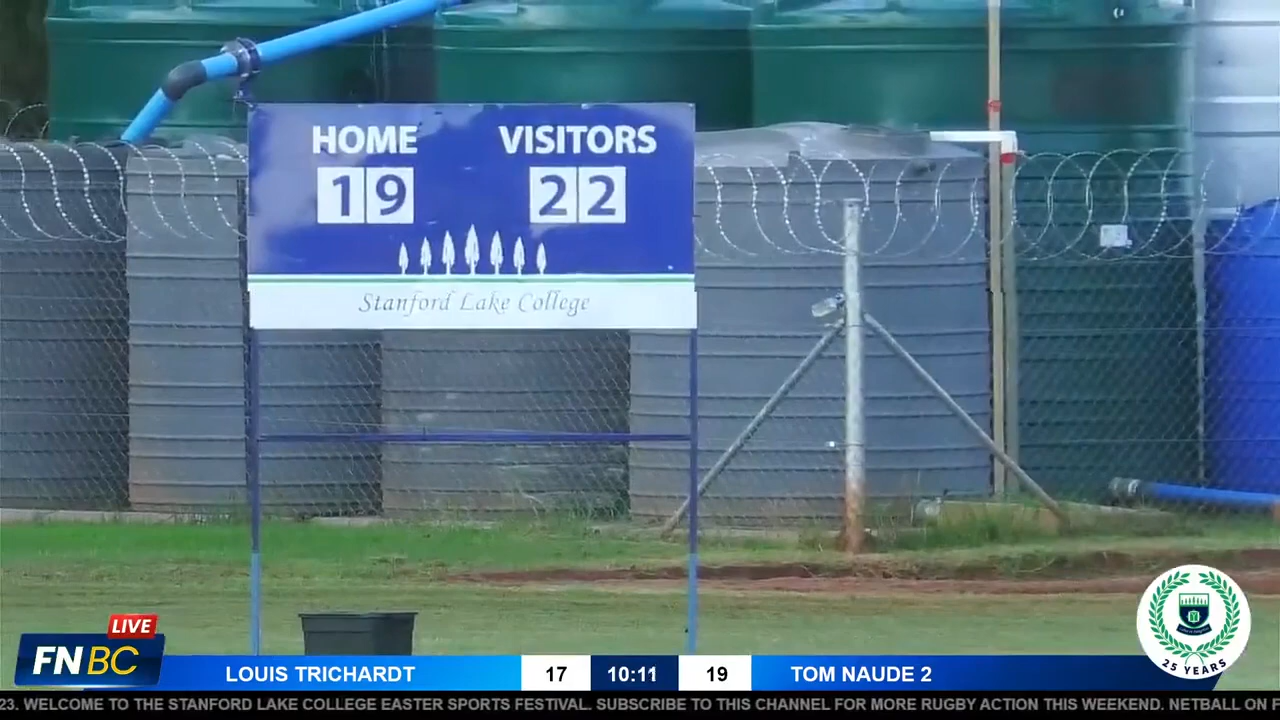 HOME VISITORS
19 22
Stanford Lake College
LIVE
FNBC
LOUIS TRICHARDT 17 10:11 19 TOM NAUDE 2
25 YEARS
23. WELCOME TO THE STANFORD LAKE COLLEGE EASTER SPORTS FESTIVAL. SUBSCRIBE TO THIS CHANNEL FOR MORE RUGBY ACTION THIS WEEKEND. NETBALL ON